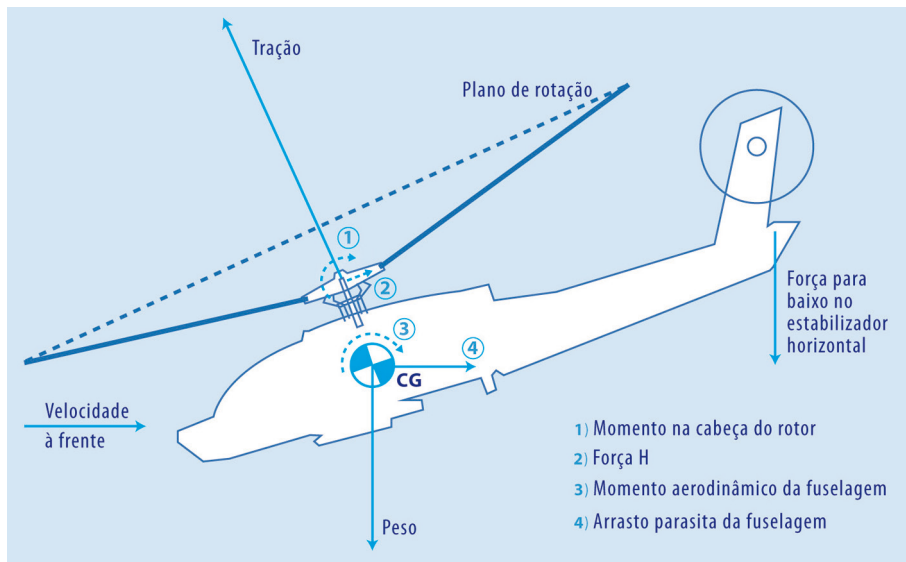 Tração
Plano de rotação
1
2
3
4
CG
Força para
baixo no
estabilizador
horizontal
Velocidade
à frente
Peso
1) Momento na cabeça do rotor
2) Força H
3) Momento aerodinâmico da fuselagem
4) Arrasto parasita da fuselagem